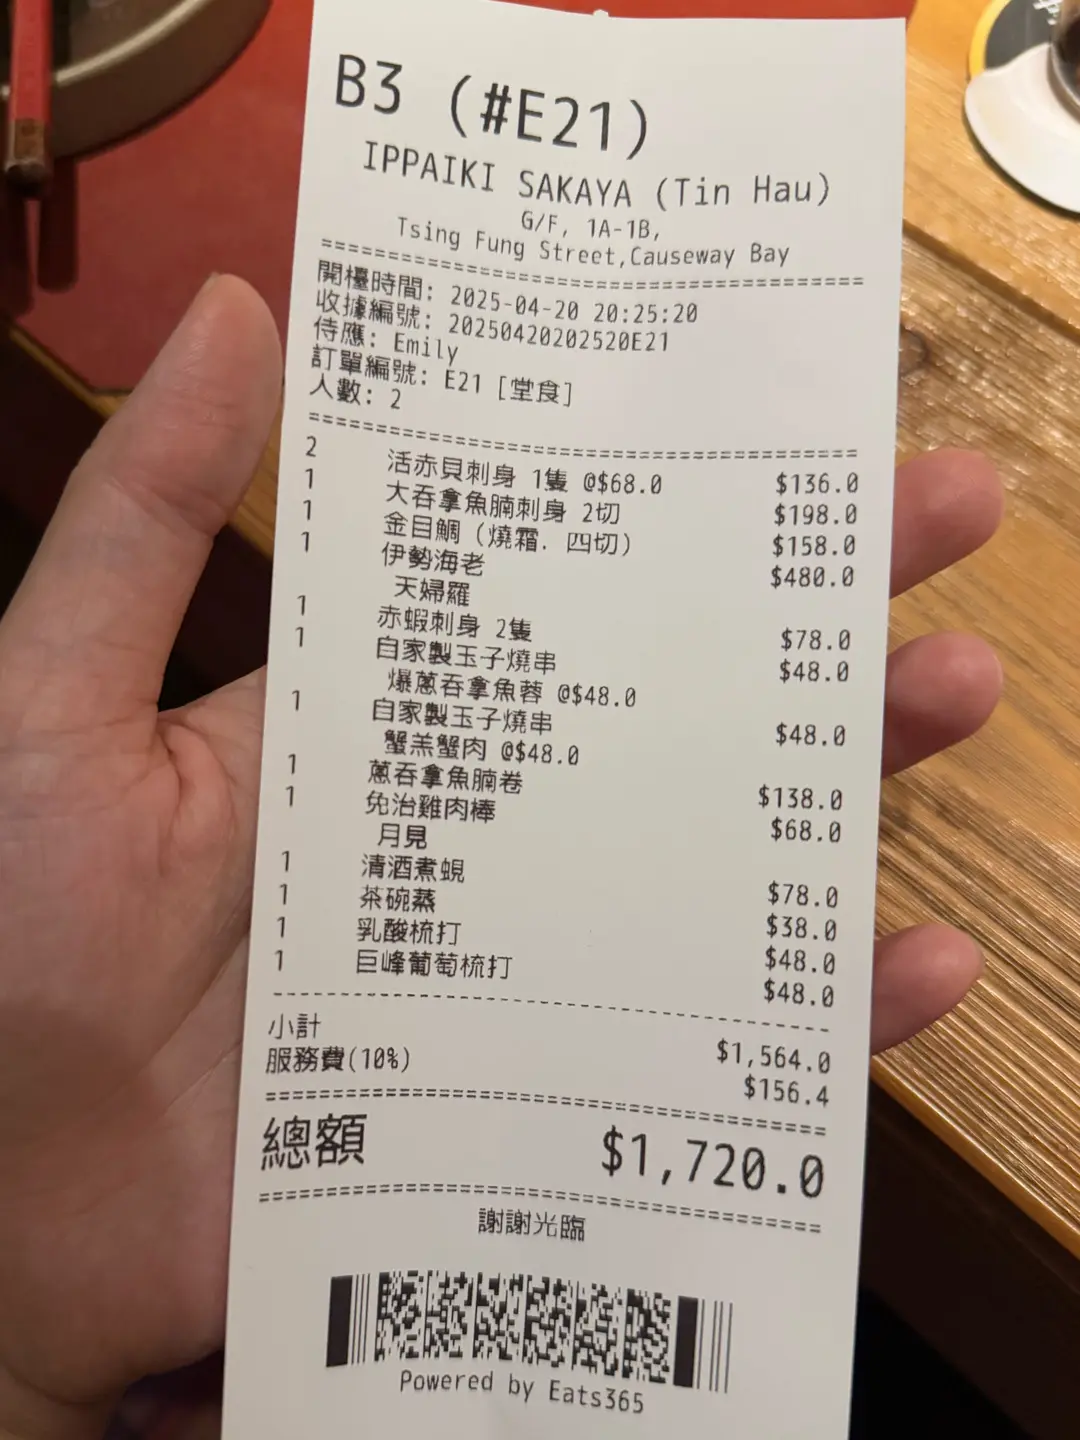 B3 (#E21)
IPPAIKI SAKAYA (Tin Hau)
G/F, 1A-1B,
Tsing Fung Street,Causeway Bay
開檯時間: 2025-04-20 20:25:20
收據編號: 20250420202520E21
侍應: Emily
訂單編號: E21 [堂食]
人數: 2
2 活赤貝刺身 1隻 @$68.0 $136.0
1 大吞拿魚腩刺身 2切 $198.0
1 金目鯛 (燒霜. 四切) $158.0
1 伊勢海老 $480.0
天婦羅
1 赤蝦刺身 2隻 $78.0
1 自家製玉子燒串 $48.0
爆蔥吞拿魚蓉 @$48.0
1 自家製玉子燒串 $48.0
蟹羔蟹肉 @$48.0
1 蔥吞拿魚腩卷 $138.0
1 免治雞肉棒 $68.0
月見
1 清酒煮蜆 $78.0
1 茶碗蒸 $38.0
1 乳酸梳打 $48.0
1 巨峰葡萄梳打 $48.0
小計 $1,564.0
服務費(10%) $156.4
總額 $1,720.0
謝謝光臨
Powered by Eats365